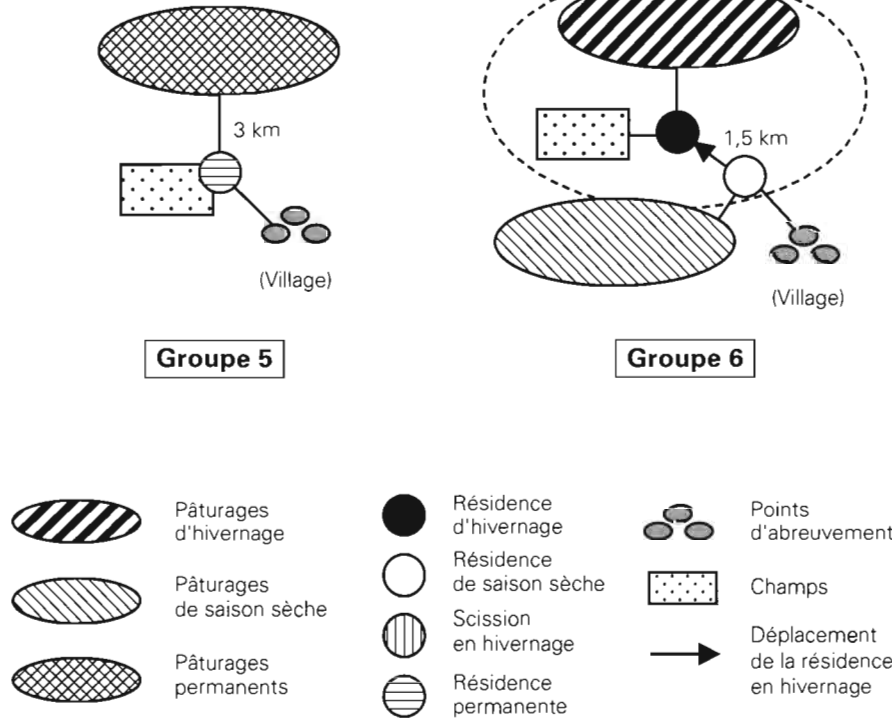 3 km
(Village)
Groupe 5
1,5 km
(Village)
Groupe 6
Pâturages
d'hivernage
Pâturages
de saison sèche
Pâturages
permanents
Résidence
d'hivernage
Résidence
de saison sèche
Scission
en hivernage
Résidence
permanente
Points
d'abreuvement
Champs
Déplacement
de la résidence
en hivernage